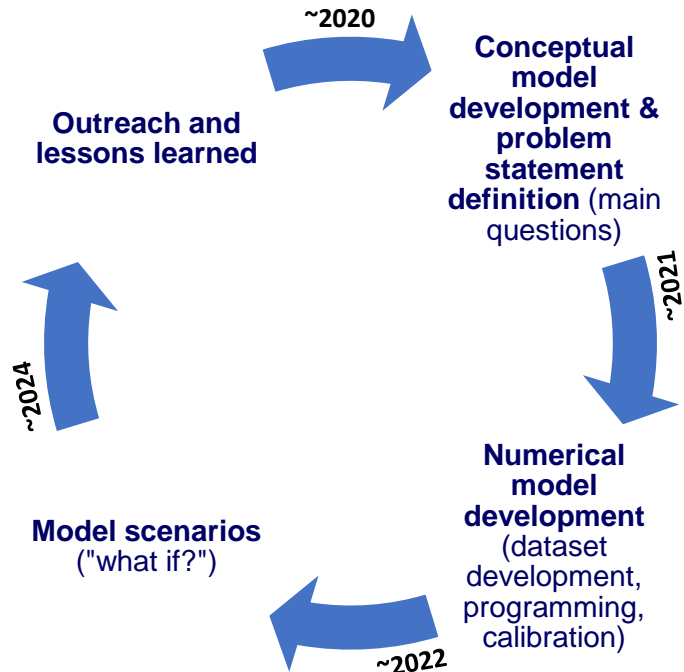 ~2020
Conceptual
model
development &
problem
statement
definition (main
questions)
~2021
Numerical
model
development
(dataset
development,
programming,
calibration)
~2022
Model scenarios
("what if?")
~2024
Outreach and
lessons learned